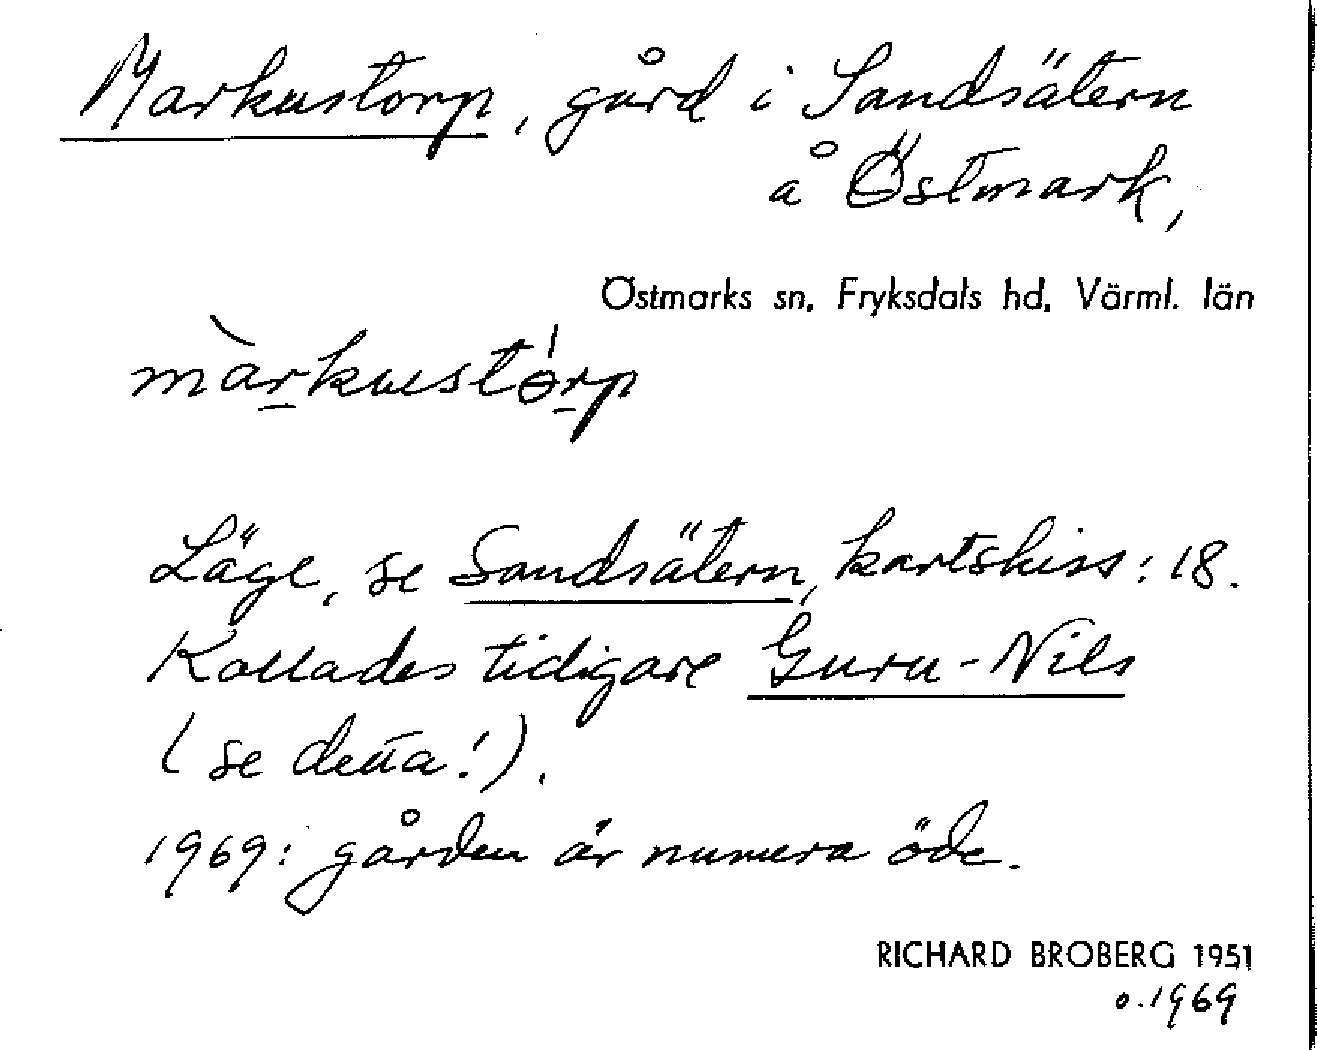 Markustorp, gård i Sandsätern
å Östmark,
Östmarks sn, Fryksdals hd, Värml. län
màrkustórp
Läge, se Sandsätern, kartskiss: 18.
Kallades tidigare Guru-Nils
(se detta!).
1969: gården är numera öde.
RICHARD BROBERG 1951
o. 1969